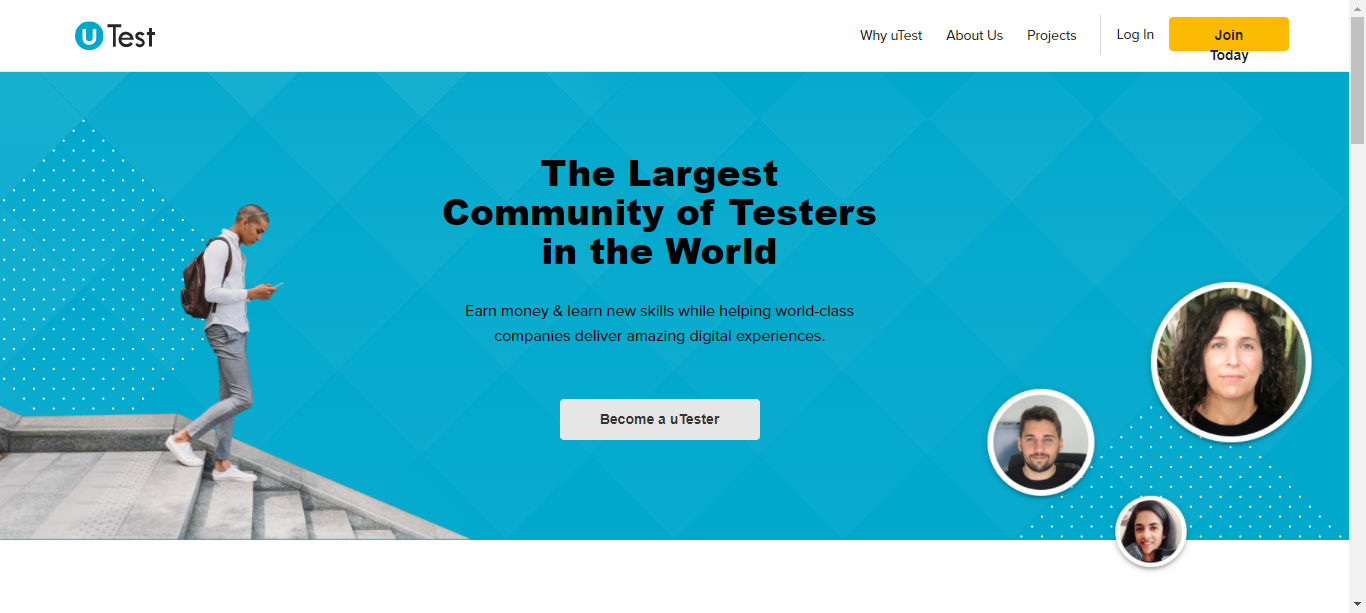 uTest
Why uTest
About Us
Projects
Log In
Join
Today
The Largest
Community of Testers
in the World
Earn money & learn new skills while helping world-class
companies deliver amazing digital experiences.
Become a uTester